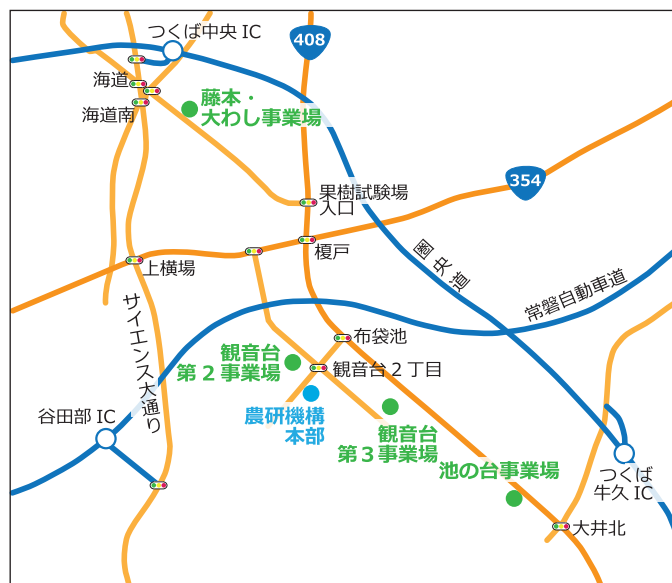 つくば中央 IC
408
海道
藤本・
大わし事業場
海道南
354
果樹試験場
入口
榎戸
圏央道
上横場
常磐自動車道
サイエンス大通り
布袋池
観音台
第２事業場
観音台２丁目
農研機構
本部
谷田部 IC
観音台
第３事業場
池の台事業場
つくば
牛久 IC
大井北